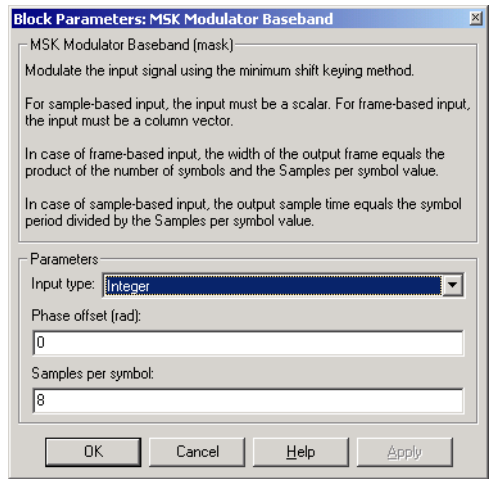 Block Parameters: MSK Modulator Baseband
MSK Modulator Baseband (mask)
Modulate the input signal using the minimum shift keying method.
For sample-based input, the input must be a scalar. For frame-based input,
the input must be a column vector.
In case of frame-based input, the width of the output frame equals the
product of the number of symbols and the Samples per symbol value.
In case of sample-based input, the output sample time equals the symbol
period divided by the Samples per symbol value.
Parameters
Input type: Integer
Phase offset (rad):
0
Samples per symbol:
8
OK Cancel Help Apply